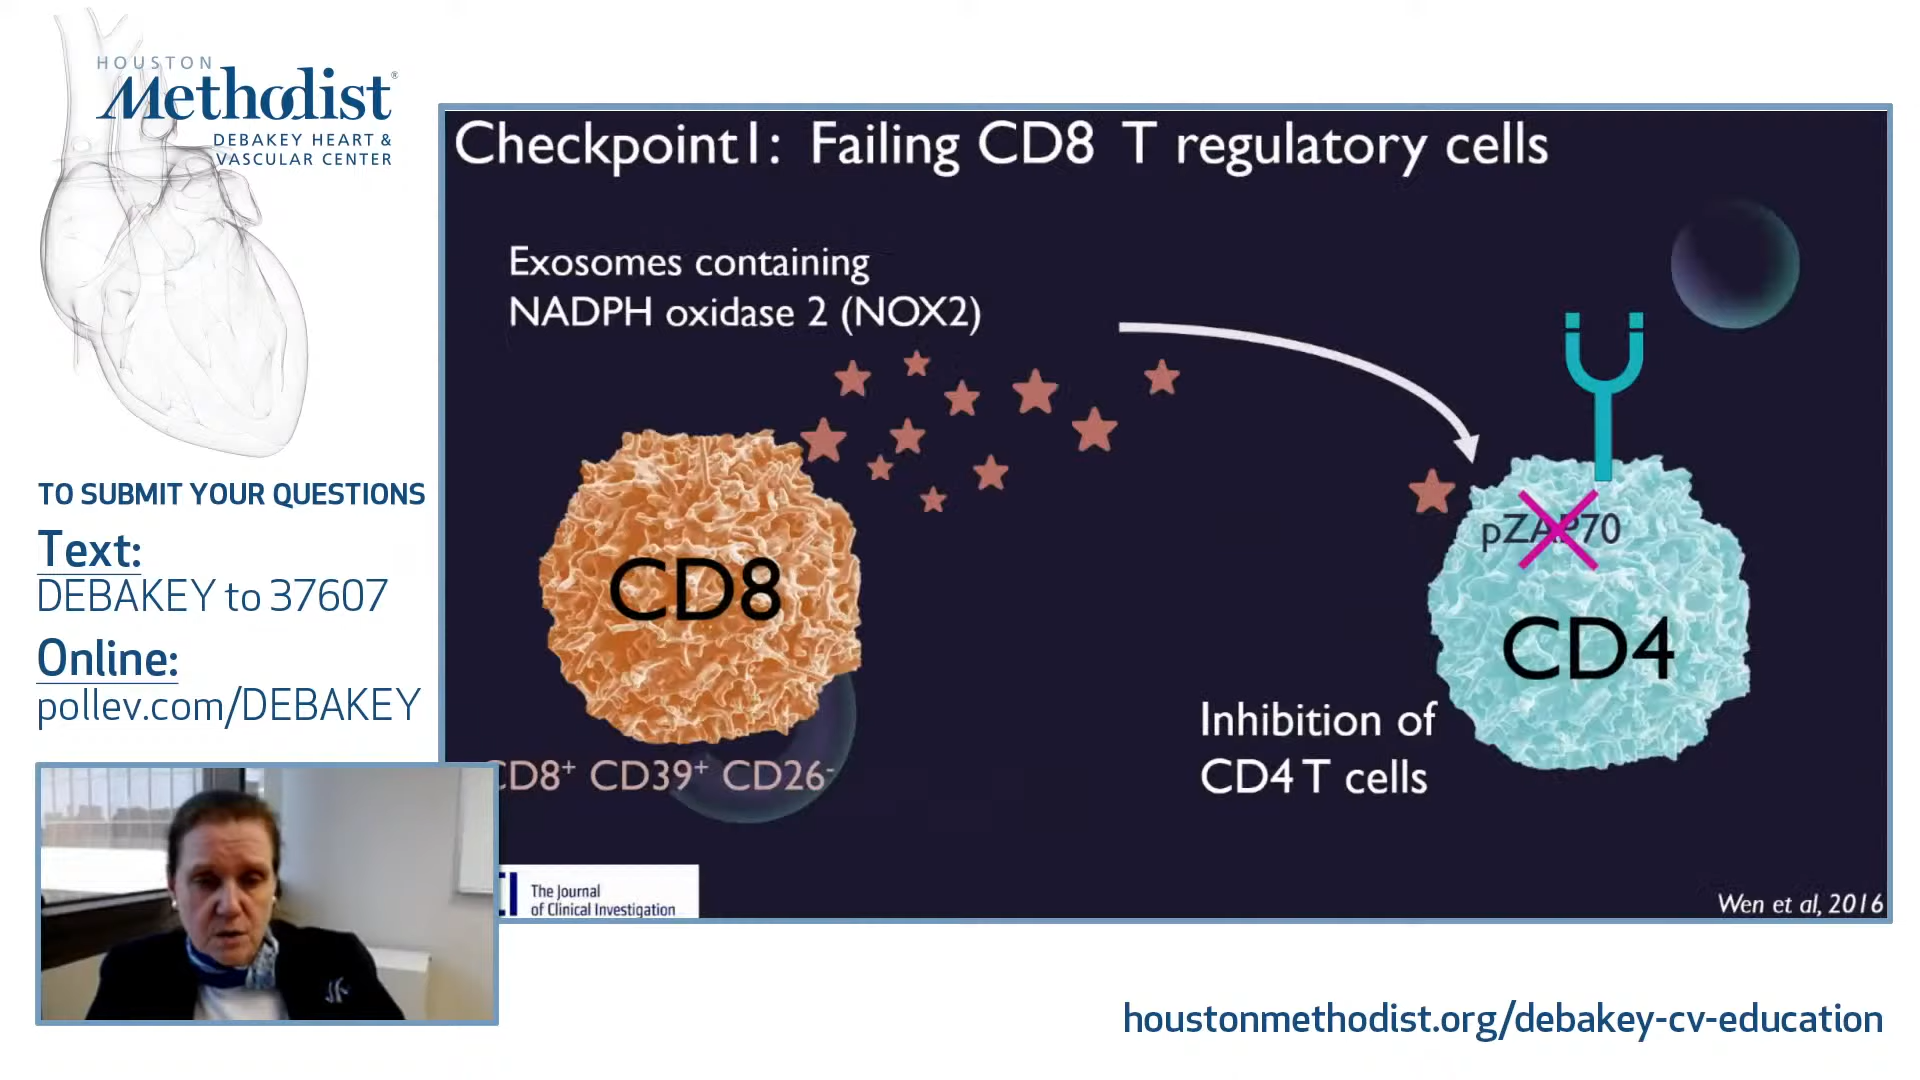 HOUSTON
Methodist®
DEBAKEY HEART &
VASCULAR CENTER
TO SUBMIT YOUR QUESTIONS
Text:
DEBAKEY to 37607
Online:
pollev.com/DEBAKEY
Checkpoint1: Failing CD8 T regulatory cells
Exosomes containing
NADPH oxidase 2 (NOX2)
CD8
CD8⁺ CD39⁺ CD26⁻
pZAP70
CD4
Inhibition of
CD4 T cells
The Journal
of Clinical Investigation
Wen et al, 2016
houstonmethodist.org/debakey-cv-education